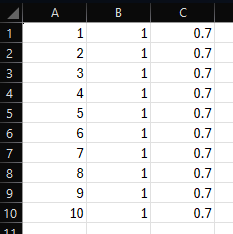 A B C
1 1 1 0.7
2 2 1 0.7
3 3 1 0.7
4 4 1 0.7
5 5 1 0.7
6 6 1 0.7
7 7 1 0.7
8 8 1 0.7
9 9 1 0.7
10 10 1 0.7
11